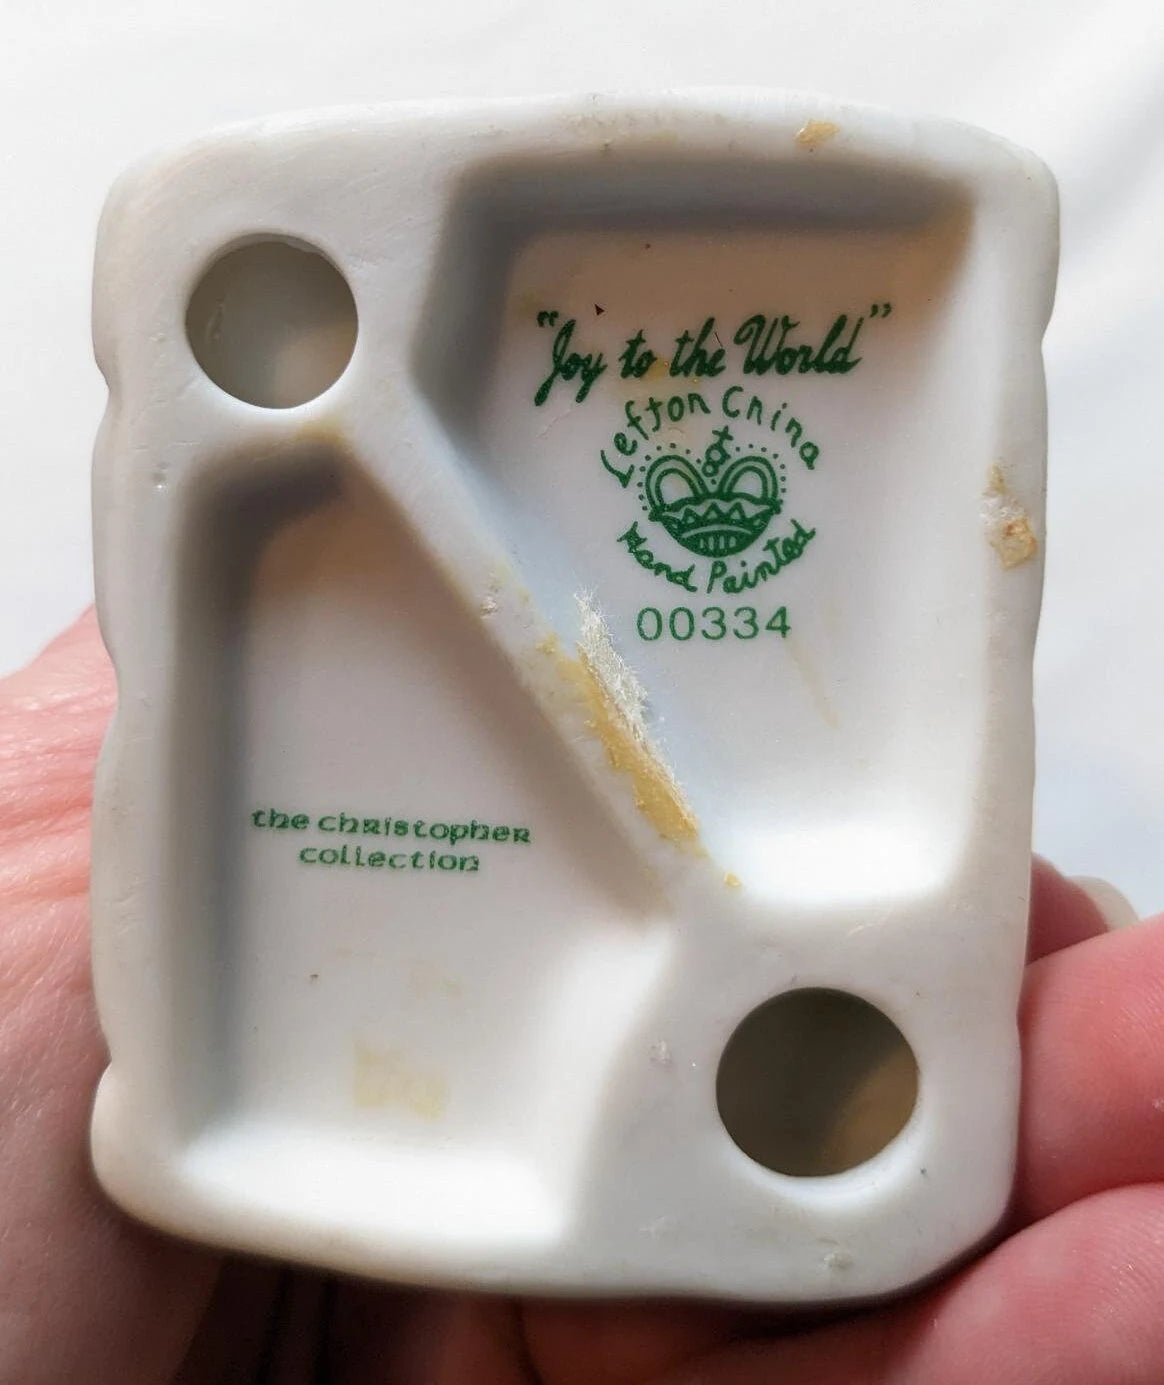 "Joy to the World"
Lefton China
Hand Painted
00334
the christopher
collection